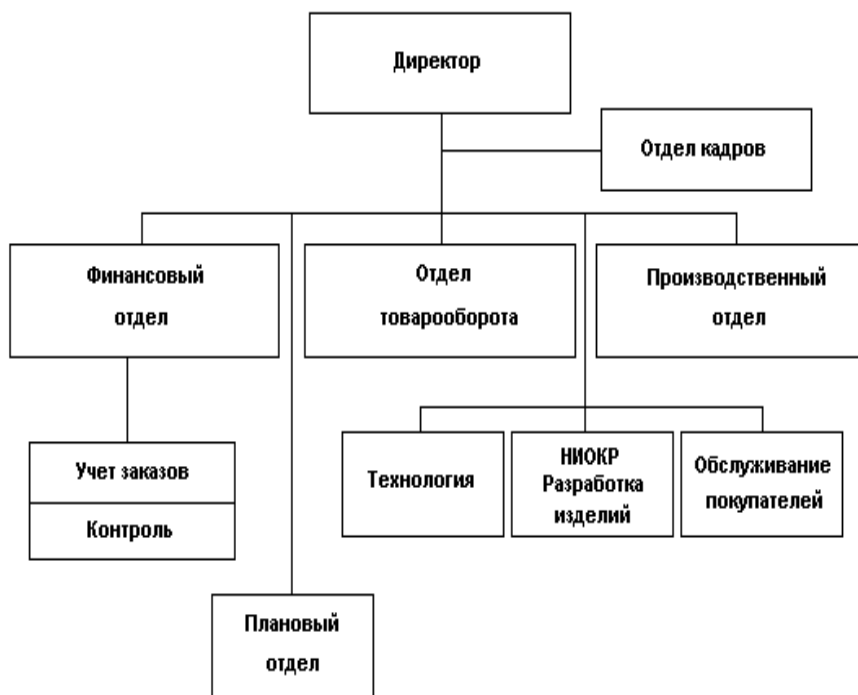 Директор
Отдел кадров
Финансовый
отдел
Отдел
товарооборота
Производственный
отдел
Учет заказов
Контроль
Технология
НИОКР
Разработка
изделий
Обслуживание
покупателей
Плановый
отдел